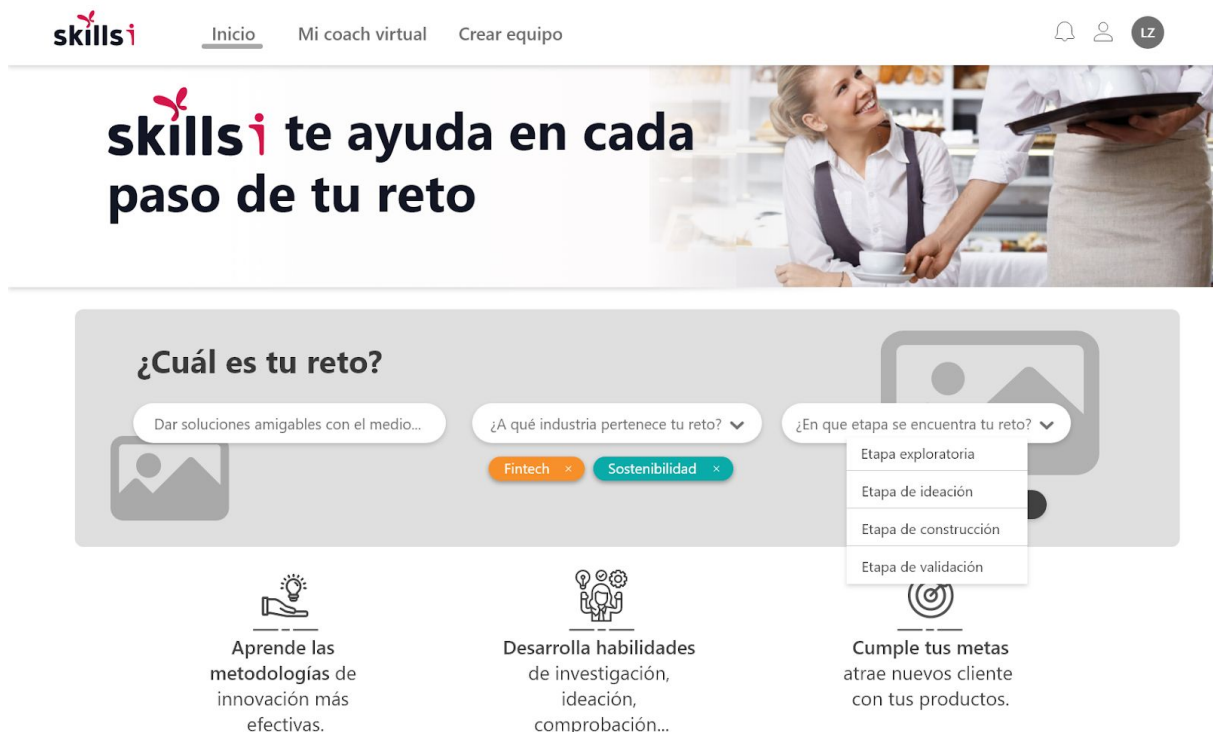 skillsi
Inicio
Mi coach virtual
Crear equipo
LZ
skillsi te ayuda en cada
paso de tu reto
¿Cuál es tu reto?
Dar soluciones amigables con el medio...
¿A qué industria pertenece tu reto?
¿En que etapa se encuentra tu reto?
Fintech ×
Sostenibilidad ×
Etapa exploratoria
Etapa de ideación
Etapa de construcción
Etapa de validación
Aprende las
metodologías de
innovación más
efectivas.
Desarrolla habilidades
de investigación,
ideación,
comprobación...
Cumple tus metas
atrae nuevos cliente
con tus productos.